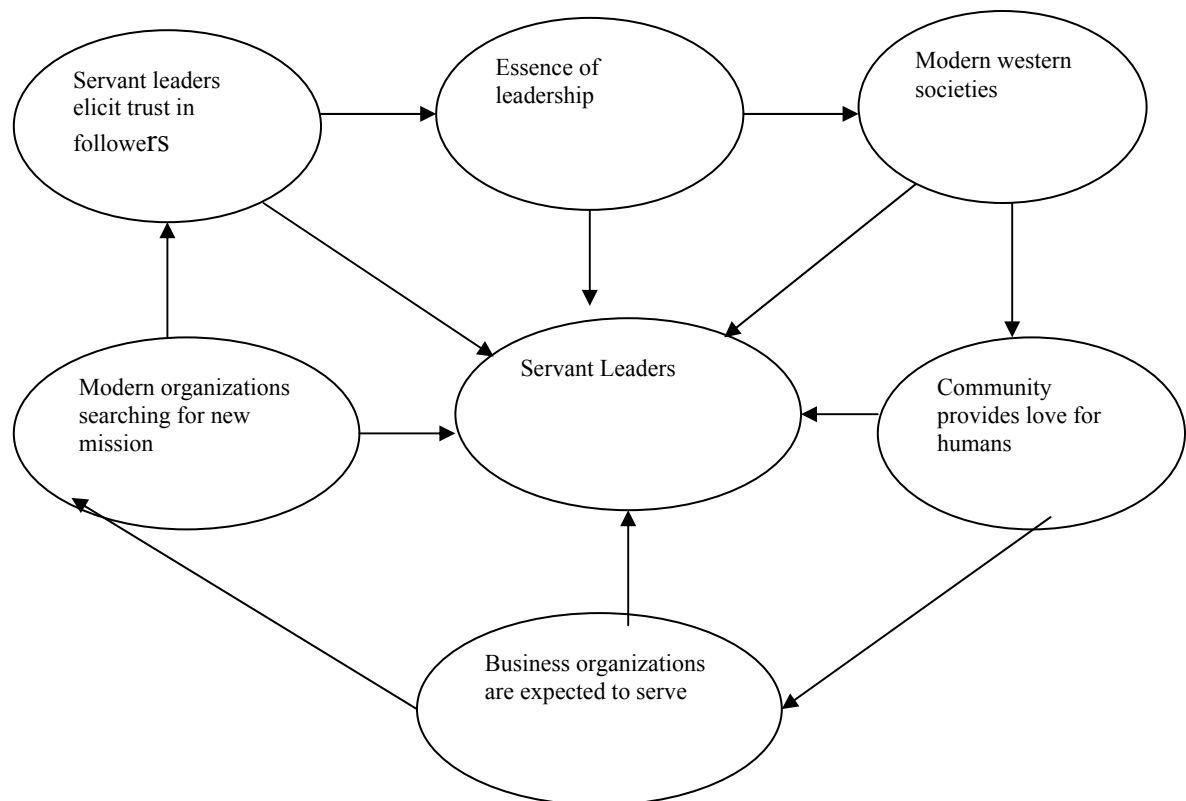 Servant leaders
elicit trust in
followers
Essence of
leadership
Modern western
societies
Modern organizations
searching for new
mission
Servant Leaders
Community
provides love for
humans
Business organizations
are expected to serve